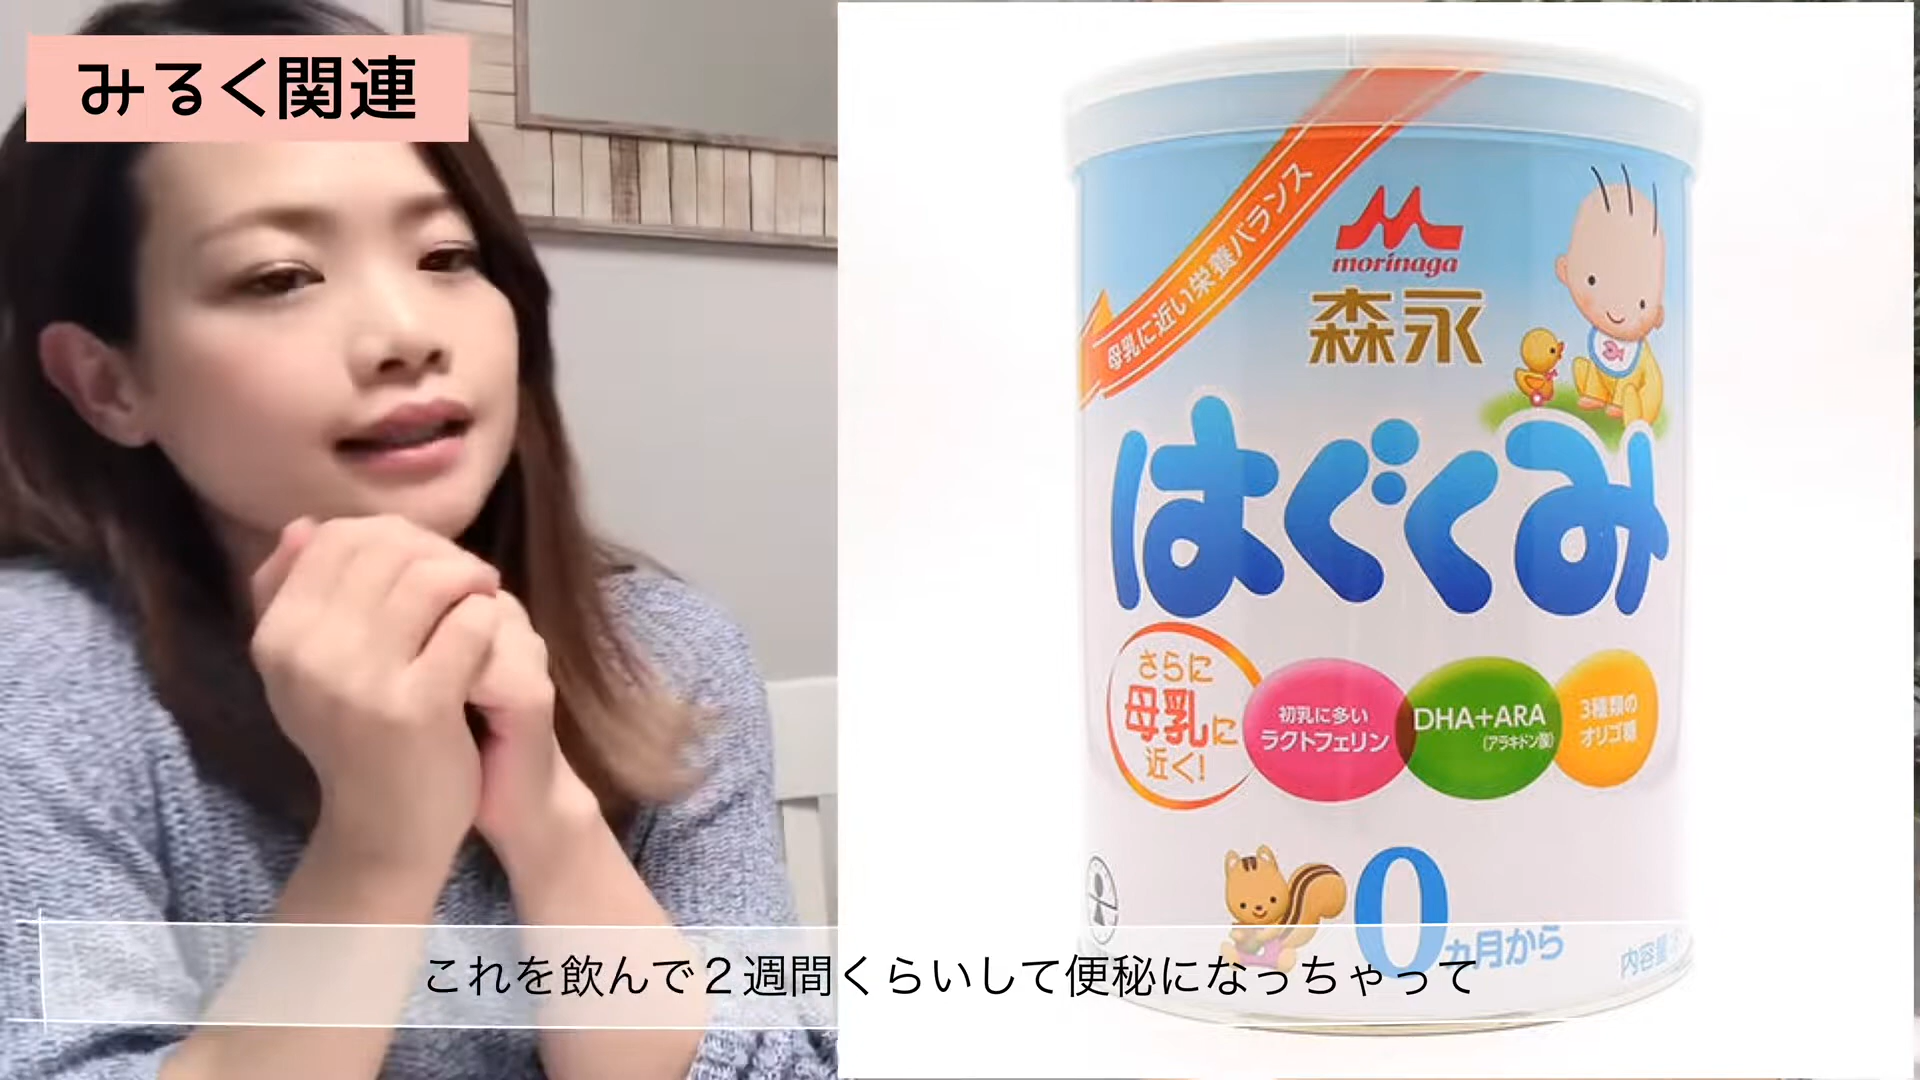 みるく関連
母乳に近い栄養バランス
morinaga
森永
はぐくみ
さらに
母乳に
近く!
初乳に多い
ラクトフェリン
DHA+ARA
(アラキドン酸)
3種類の
オリゴ糖
0ヵ月から
内容量
これを飲んで２週間くらいして便秘になっちゃって